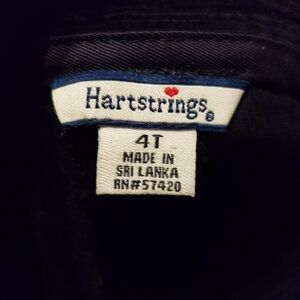 Hartstrings®
4T
MADE IN
SRI LANKA
RN#57420